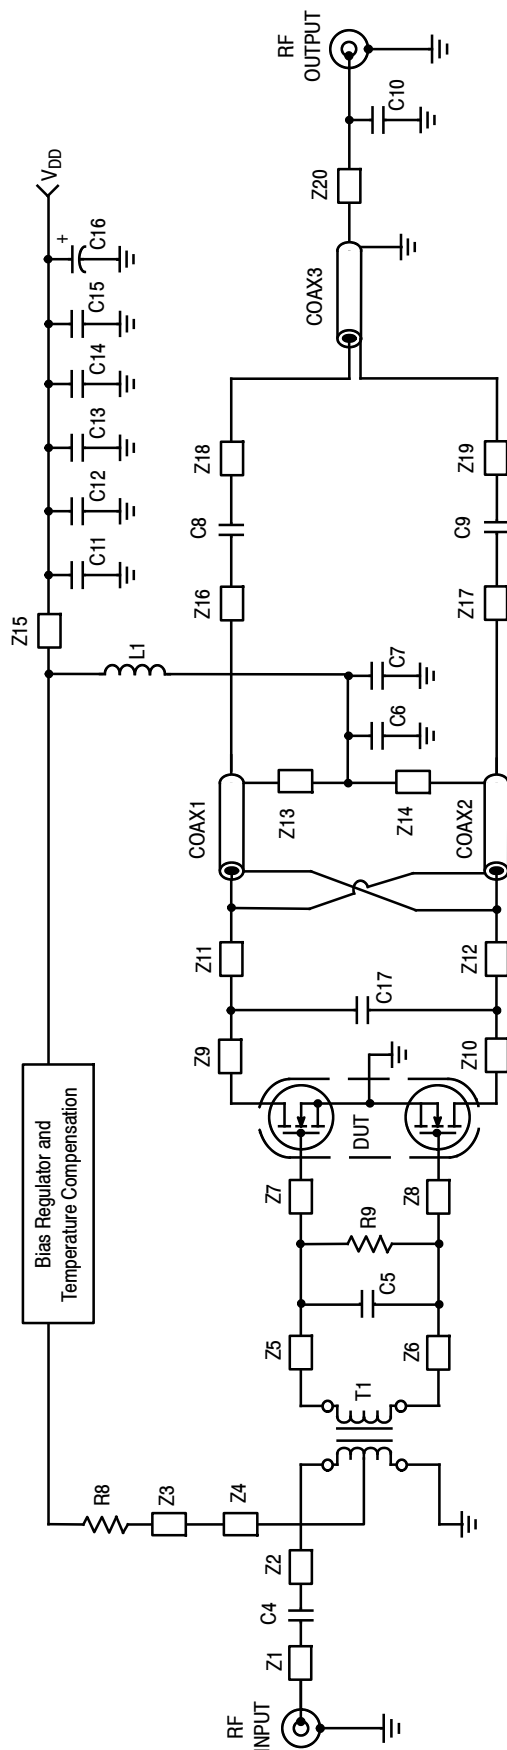 RF
INPUT
Z1
C4
Z2
R8
Z3
Z4
T1
Z5
Z6
C5
R9
Z7
Z8
DUT
Bias Regulator and
Temperature Compensation
Z9
Z10
C17
Z11
Z12
COAX1
COAX2
Z13
Z14
C6
C7
L1
Z15
C11
C12
C13
C14
C15
+
C16
VDD
Z16
Z17
C8
C9
Z18
Z19
COAX3
Z20
C10
RF
OUTPUT